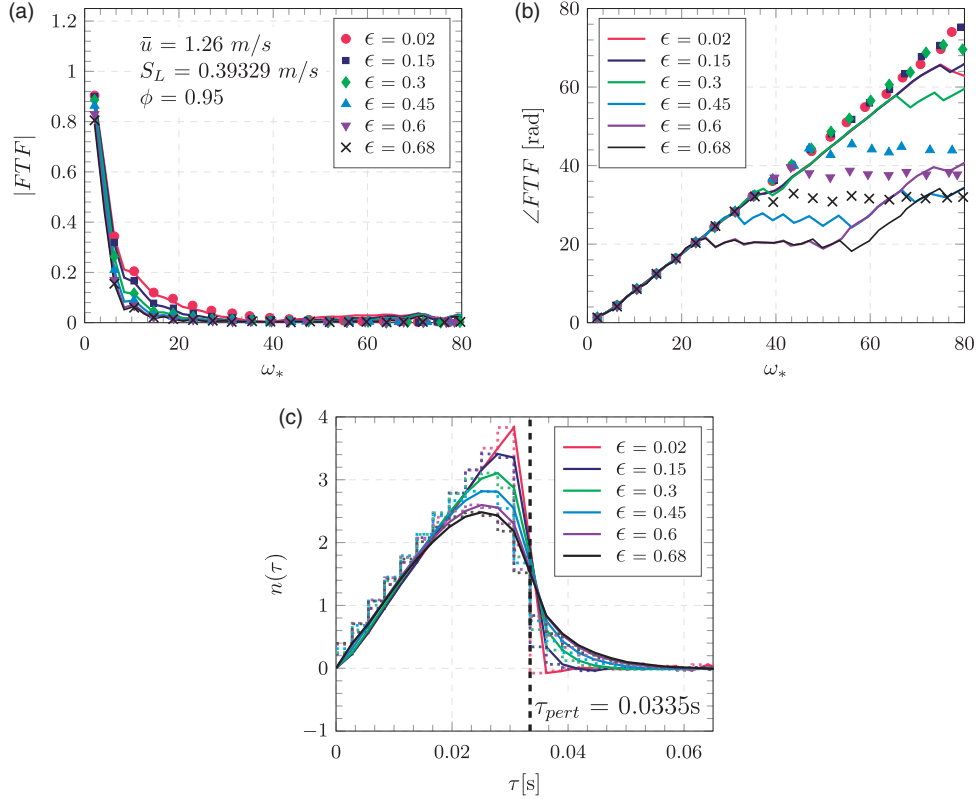 (a)
1.2
1
0.8
0.6
0.4
0.2
0
|FTF|
ū = 1.26 m/s
S_L = 0.39329 m/s
ϕ = 0.95
ϵ = 0.02
ϵ = 0.15
ϵ = 0.3
ϵ = 0.45
ϵ = 0.6
ϵ = 0.68
0 20 40 60 80
ω_*
(b)
80
60
40
20
0
∠FTF [rad]
ϵ = 0.02
ϵ = 0.15
ϵ = 0.3
ϵ = 0.45
ϵ = 0.6
ϵ = 0.68
0 20 40 60 80
ω_*
(c)
4
3
2
1
0
−1
n(τ)
ϵ = 0.02
ϵ = 0.15
ϵ = 0.3
ϵ = 0.45
ϵ = 0.6
ϵ = 0.68
τ_pert = 0.0335s
0 0.02 0.04 0.06
τ[s]